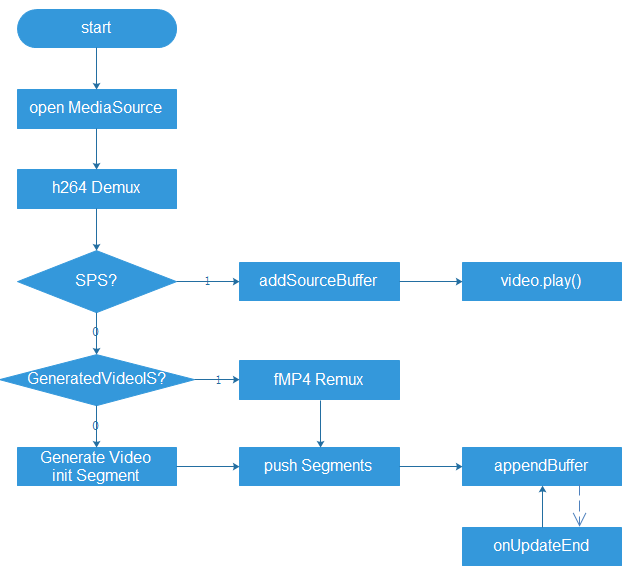 start
open MediaSource
h264 Demux
SPS?
1
addSourceBuffer
video.play()
0
GeneratedVideoIS?
1
fMP4 Remux
0
Generate Video
init Segment
push Segments
appendBuffer
onUpdateEnd